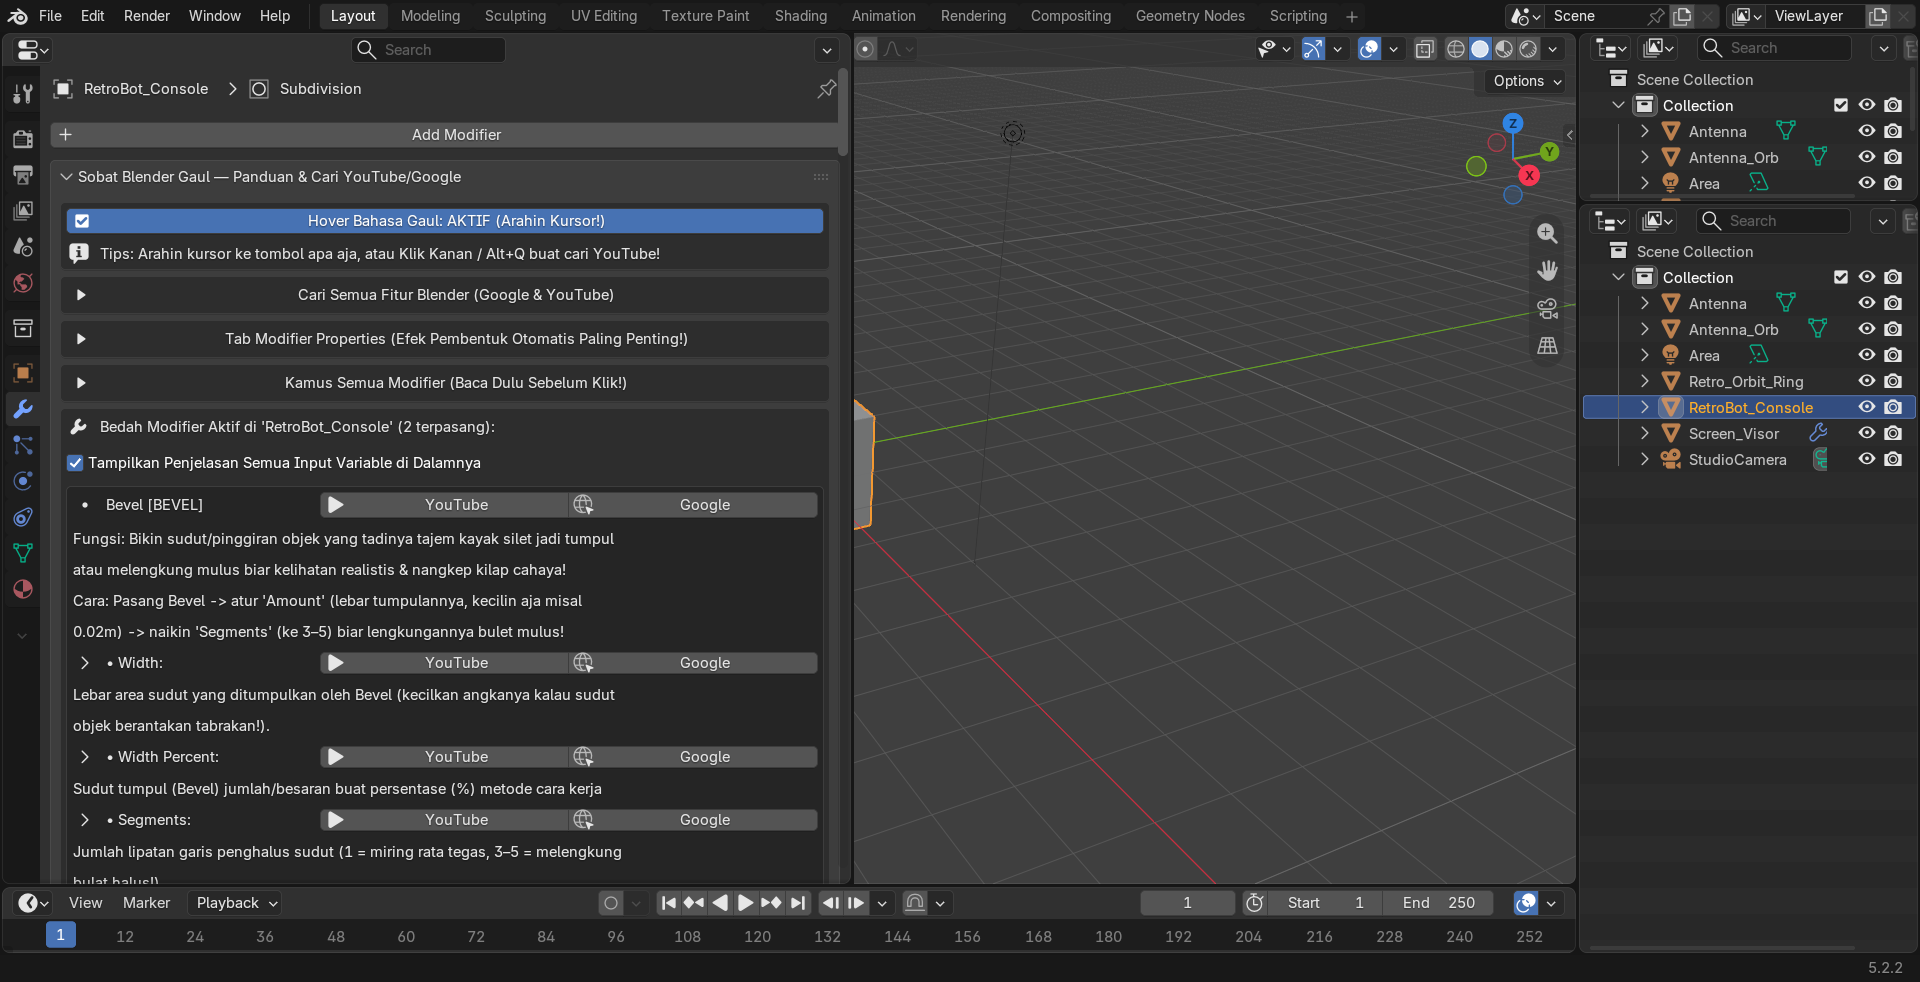 File Edit Render Window Help Layout Modeling Sculpting UV Editing Texture Paint Shading Animation Rendering Compositing Geometry Nodes Scripting Scene ViewLayer
Search
RetroBot_Console Subdivision
Add Modifier
Sobat Blender Gaul — Panduan & Cari YouTube/Google
Hover Bahasa Gaul: AKTIF (Arahin Kursor!)
Tips: Arahin kursor ke tombol apa aja, atau Klik Kanan / Alt+Q buat cari YouTube!
Cari Semua Fitur Blender (Google & YouTube)
Tab Modifier Properties (Efek Pembentuk Otomatis Paling Penting!)
Kamus Semua Modifier (Baca Dulu Sebelum Klik!)
Bedah Modifier Aktif di 'RetroBot_Console' (2 terpasang):
Tampilkan Penjelasan Semua Input Variable di Dalamnya
• Bevel [BEVEL] YouTube Google
Fungsi: Bikin sudut/pinggiran objek yang tadinya tajem kayak silet jadi tumpul
atau melengkung mulus biar kelihatan realistis & nangkep kilap cahaya!
Cara: Pasang Bevel -> atur 'Amount' (lebar tumpulannya, kecilin aja misal
0.02m) -> naikin 'Segments' (ke 3–5) biar lengkungannya bulet mulus!
• Width: YouTube Google
Lebar area sudut yang ditumpulkan oleh Bevel (kecilkan angkanya kalau sudut
objek berantakan tabrakan!).
• Width Percent: YouTube Google
Sudut tumpul (Bevel) jumlah/besaran buat persentase (%) metode cara kerja
• Segments: YouTube Google
Jumlah lipatan garis penghalus sudut (1 = miring rata tegas, 3–5 = melengkung
bulat halus!)
Options
Z
Y
X
Search
Scene Collection
Collection
Antenna
Antenna_Orb
Area
Search
Scene Collection
Collection
Antenna
Antenna_Orb
Area
Retro_Orbit_Ring
RetroBot_Console
Screen_Visor
StudioCamera
View Marker Playback 1 Start 1 End 250
1 12 24 36 48 60 72 84 96 108 120 132 144 156 168 180 192 204 216 228 240 252
5.2.2